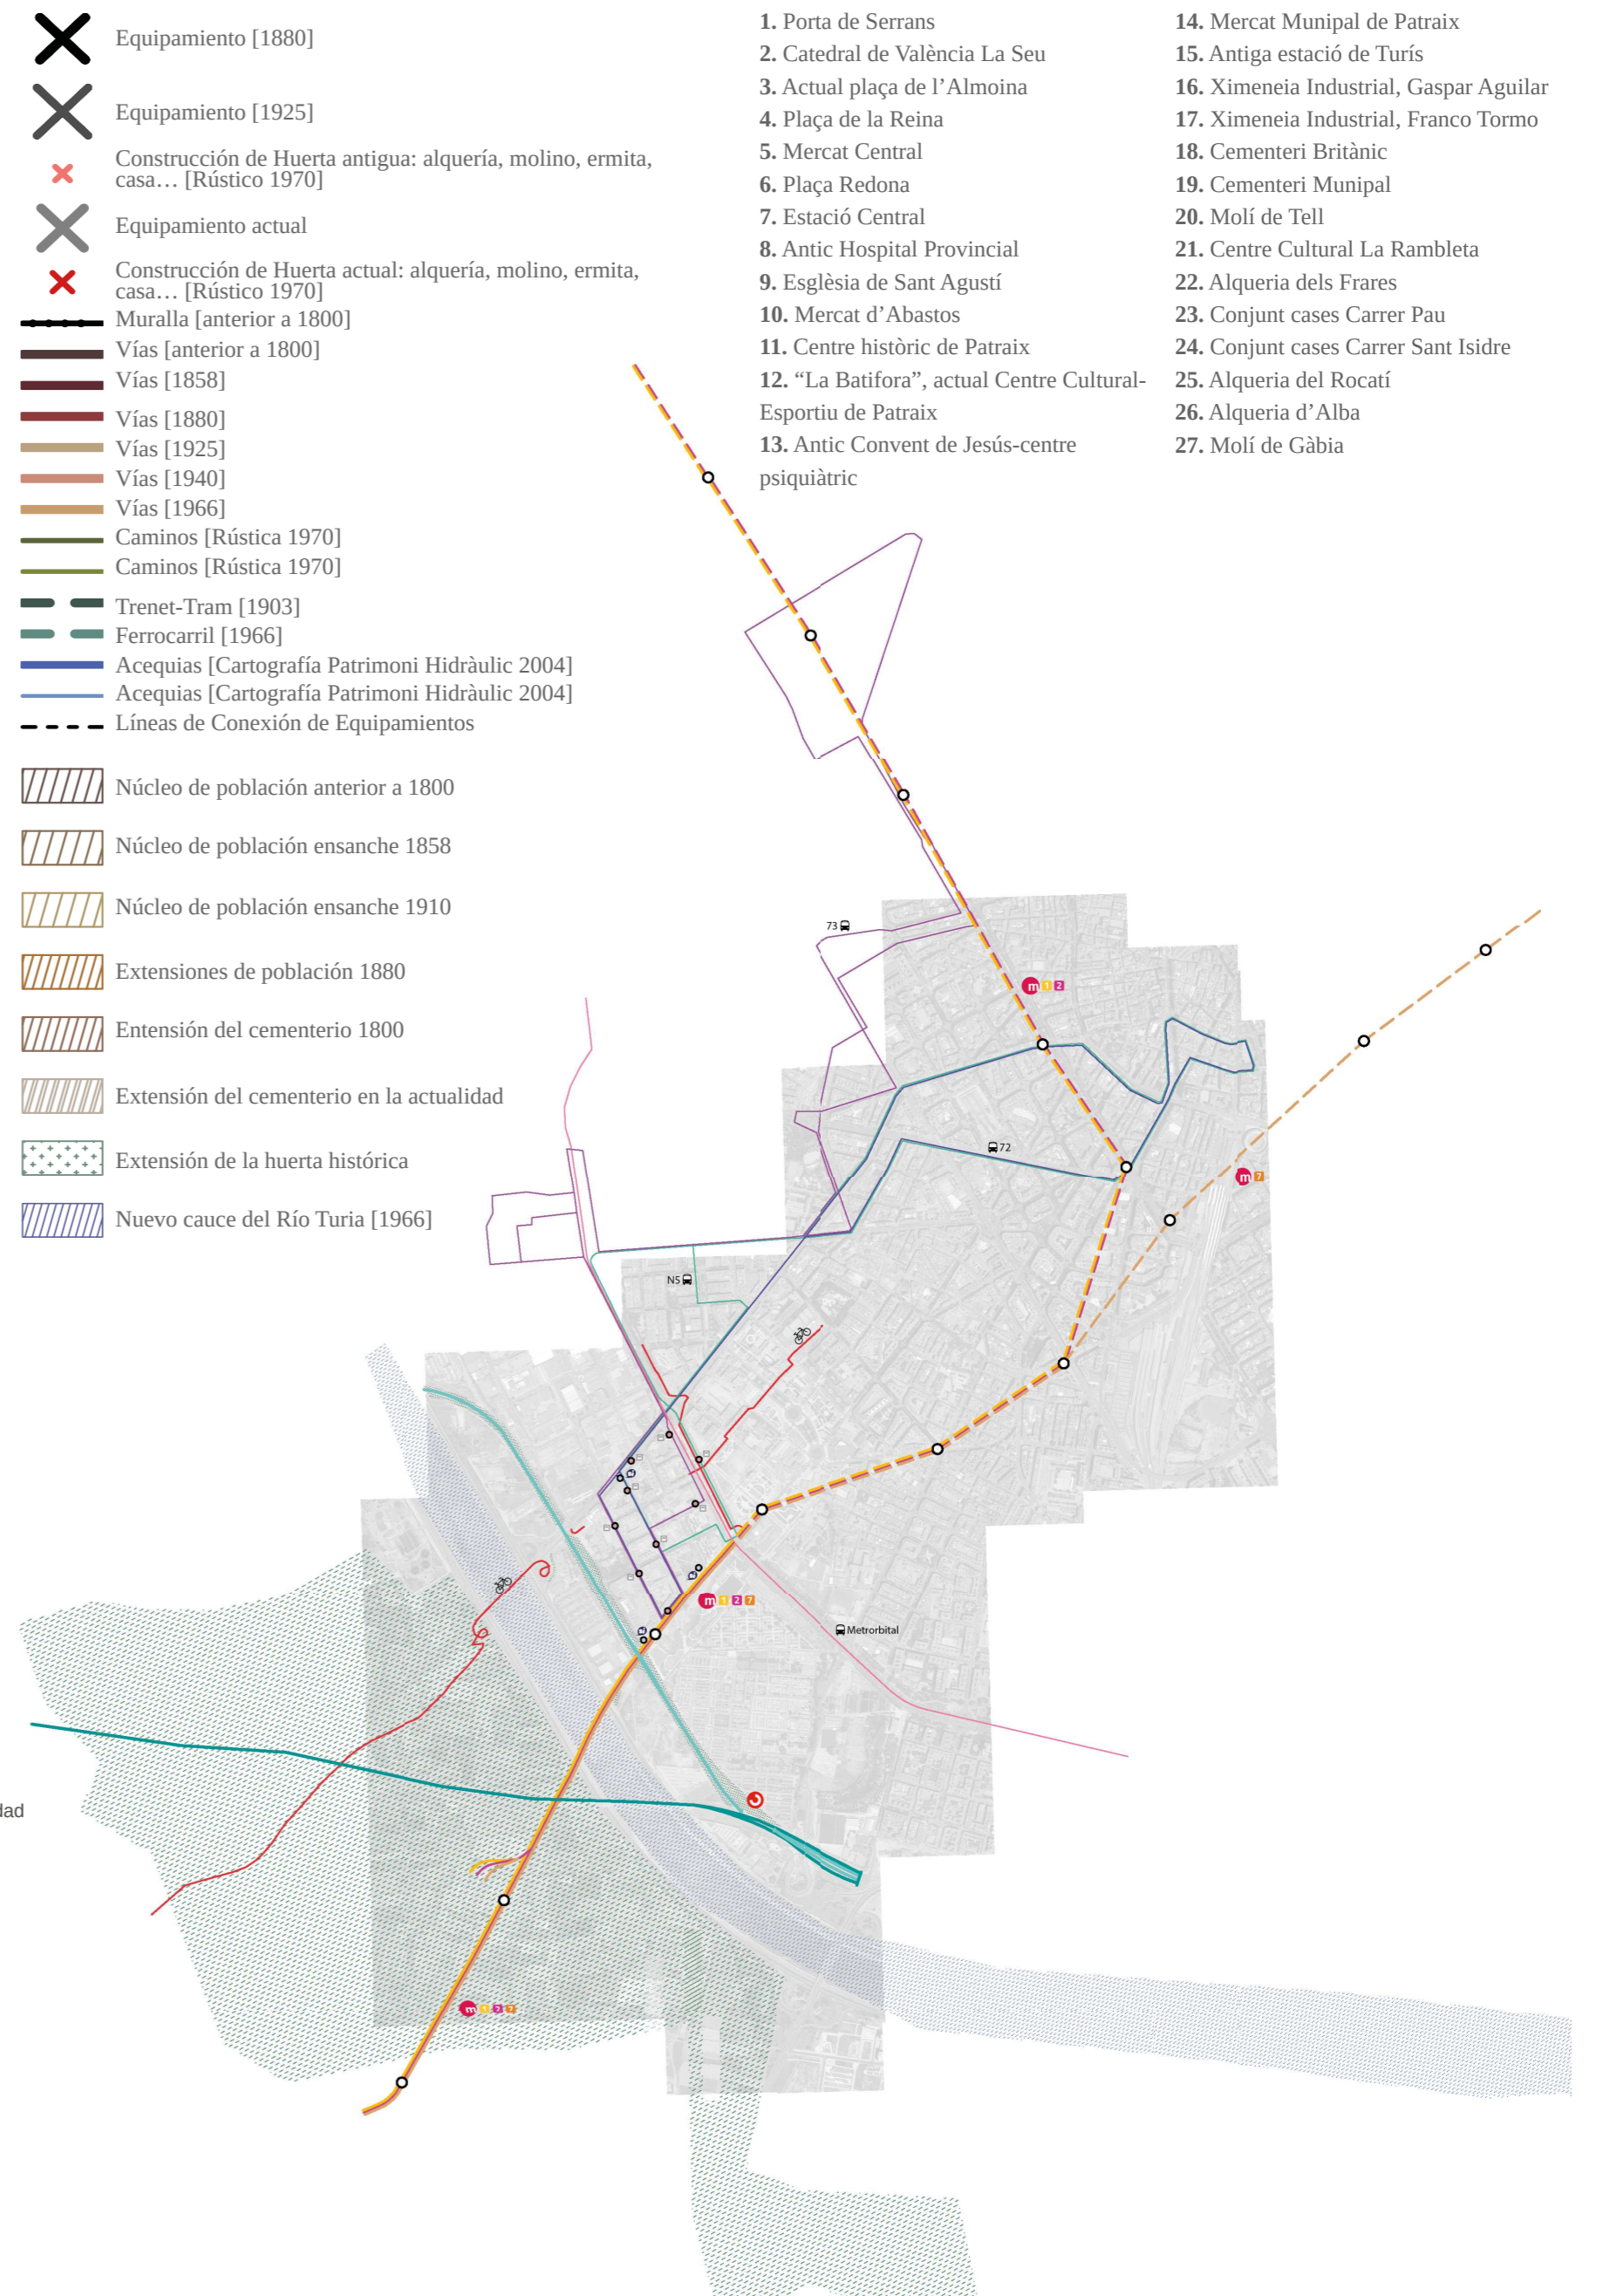 Equipamiento [1880]
Equipamiento [1925]
Construcción de Huerta antigua: alquería, molino, ermita,
casa… [Rústico 1970]
Equipamiento actual
Construcción de Huerta actual: alquería, molino, ermita,
casa… [Rústico 1970]
Muralla [anterior a 1800]
Vías [anterior a 1800]
Vías [1858]
Vías [1880]
Vías [1925]
Vías [1940]
Vías [1966]
Caminos [Rústica 1970]
Caminos [Rústica 1970]
Trenet-Tram [1903]
Ferrocarril [1966]
Acequias [Cartografía Patrimoni Hidràulic 2004]
Acequias [Cartografía Patrimoni Hidràulic 2004]
Líneas de Conexión de Equipamientos
Núcleo de población anterior a 1800
Núcleo de población ensanche 1858
Núcleo de población ensanche 1910
Extensiones de población 1880
Entensión del cementerio 1800
Extensión del cementerio en la actualidad
Extensión de la huerta histórica
Nuevo cauce del Río Turia [1966]
1. Porta de Serrans
2. Catedral de València La Seu
3. Actual plaça de l’Almoina
4. Plaça de la Reina
5. Mercat Central
6. Plaça Redona
7. Estació Central
8. Antic Hospital Provincial
9. Esglèsia de Sant Agustí
10. Mercat d’Abastos
11. Centre històric de Patraix
12. “La Batifora”, actual Centre Cultural-
Esportiu de Patraix
13. Antic Convent de Jesús-centre
psiquiàtric
14. Mercat Munipal de Patraix
15. Antiga estació de Turís
16. Ximeneia Industrial, Gaspar Aguilar
17. Ximeneia Industrial, Franco Tormo
18. Cementeri Britànic
19. Cementeri Munipal
20. Molí de Tell
21. Centre Cultural La Rambleta
22. Alqueria dels Frares
23. Conjunt cases Carrer Pau
24. Conjunt cases Carrer Sant Isidre
25. Alqueria del Rocatí
26. Alqueria d’Alba
27. Molí de Gàbia
73
m 1 2
72
m 7
N5
m 1 2 7
Metrorbital
dad
m 1 2 7